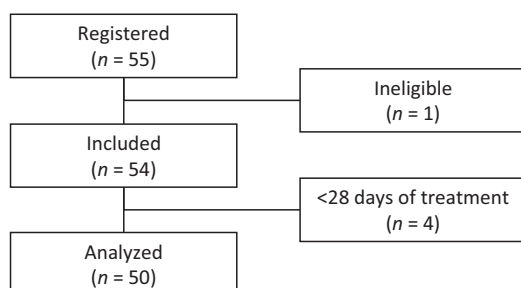 Registered
(n = 55)
Ineligible
(n = 1)
Included
(n = 54)
<28 days of treatment
(n = 4)
Analyzed
(n = 50)